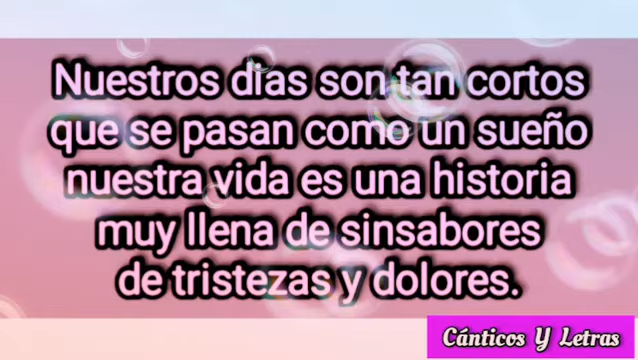 Nuestros días son tan cortos
que se pasan como un sueño
nuestra vida es una historia
muy llena de sinsabores
de tristezas y dolores.
Cánticos Y Letras